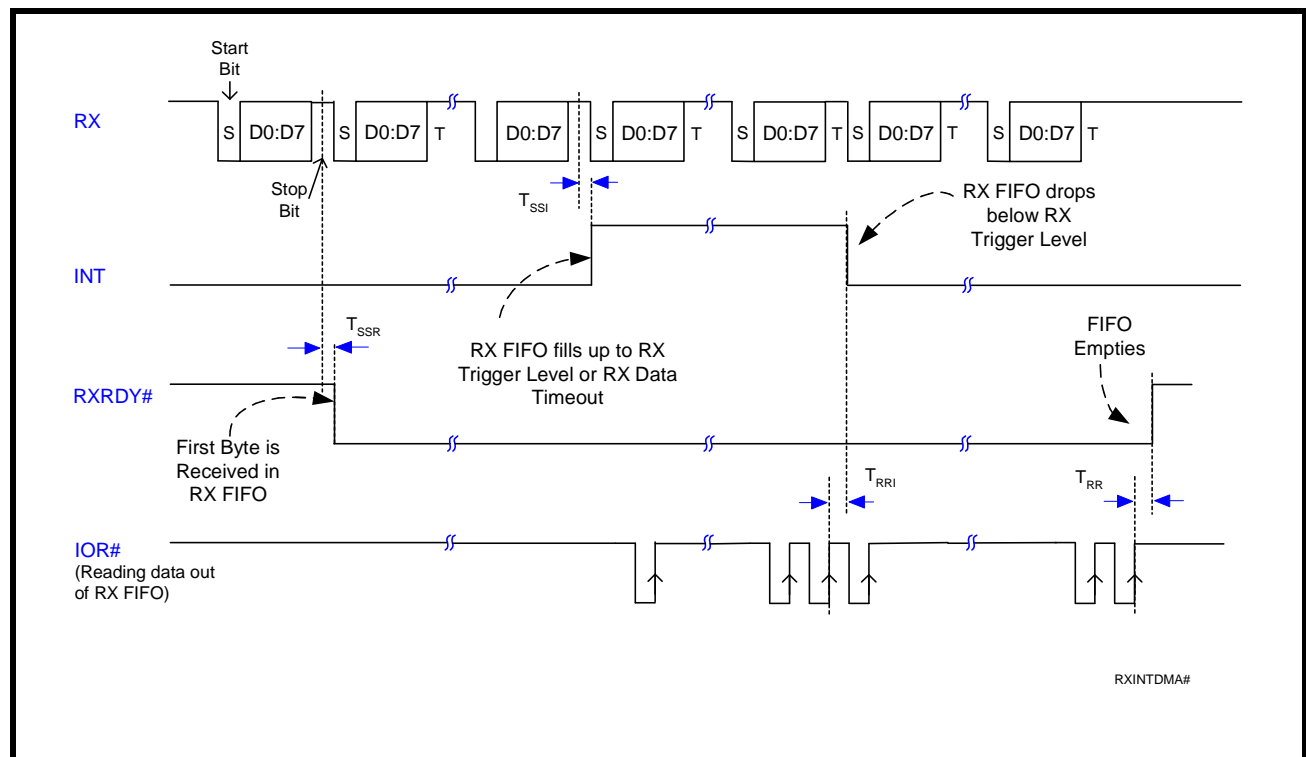 Start
Bit
RX
S D0:D7 S D0:D7 T D0:D7 S D0:D7 T S D0:D7 T S D0:D7 T S D0:D7 T
Stop
Bit
TSSI
RX FIFO drops
below RX
Trigger Level
INT
TSSR
RX FIFO fills up to RX
Trigger Level or RX Data
Timeout
FIFO
Empties
RXRDY#
First Byte is
Received in
RX FIFO
TRRI
TRR
IOR#
(Reading data out
of RX FIFO)
RXINTDMA#